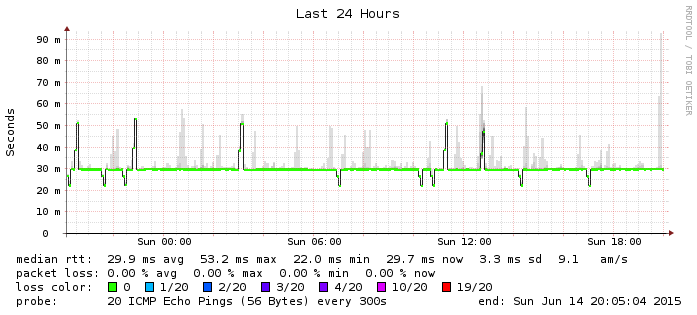 Last 24 Hours
RRDTOOL / TOBI OETIKER
Seconds
90 m
80 m
70 m
60 m
50 m
40 m
30 m
20 m
10 m
0
Sun 00:00 Sun 06:00 Sun 12:00 Sun 18:00
median rtt: 29.9 ms avg 53.2 ms max 22.0 ms min 29.7 ms now 3.3 ms sd 9.1 am/s
packet loss: 0.00 % avg 0.00 % max 0.00 % min 0.00 % now
loss color: 0 1/20 2/20 3/20 4/20 10/20 19/20
probe: 20 ICMP Echo Pings (56 Bytes) every 300s end: Sun Jun 14 20:05:04 2015